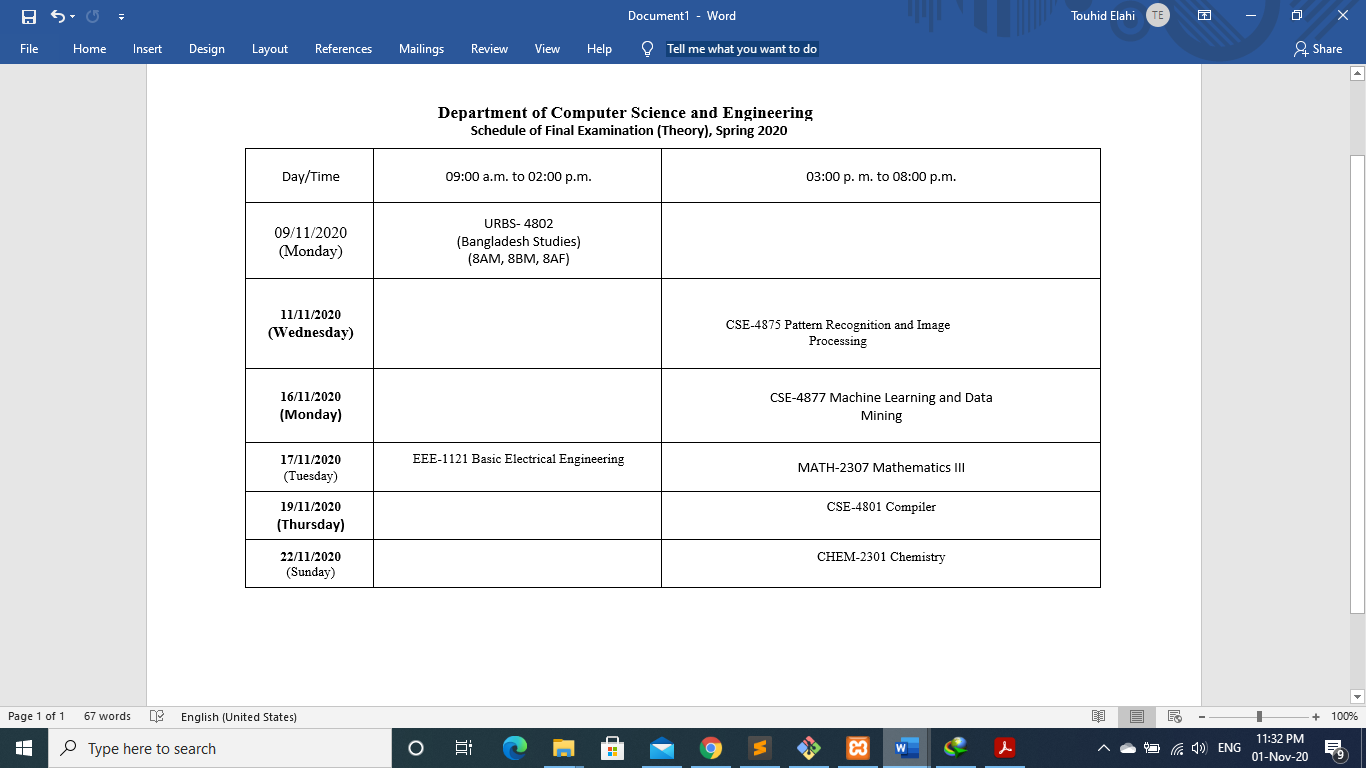 Document1 - Word
Touhid Elahi
TE
File Home Insert Design Layout References Mailings Review View Help Tell me what you want to do Share
Department of Computer Science and Engineering
Schedule of Final Examination (Theory), Spring 2020
Day/Time 09:00 a.m. to 02:00 p.m. 03:00 p. m. to 08:00 p.m.
09/11/2020
(Monday)
URBS- 4802
(Bangladesh Studies)
(8AM, 8BM, 8AF)
11/11/2020
(Wednesday)
CSE-4875 Pattern Recognition and Image
Processing
16/11/2020
(Monday)
CSE-4877 Machine Learning and Data
Mining
17/11/2020
(Tuesday)
EEE-1121 Basic Electrical Engineering
MATH-2307 Mathematics III
19/11/2020
(Thursday)
CSE-4801 Compiler
22/11/2020
(Sunday)
CHEM-2301 Chemistry
Page 1 of 1 67 words English (United States) 100%
Type here to search
ENG
11:32 PM
01-Nov-20
9